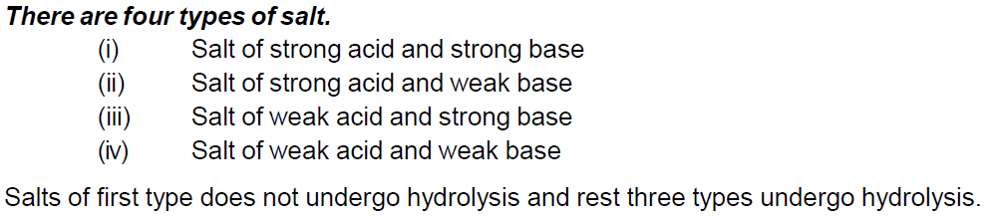 There are four types of salt.
(i) Salt of strong acid and strong base
(ii) Salt of strong acid and weak base
(iii) Salt of weak acid and strong base
(iv) Salt of weak acid and weak base
Salts of first type does not undergo hydrolysis and rest three types undergo hydrolysis.